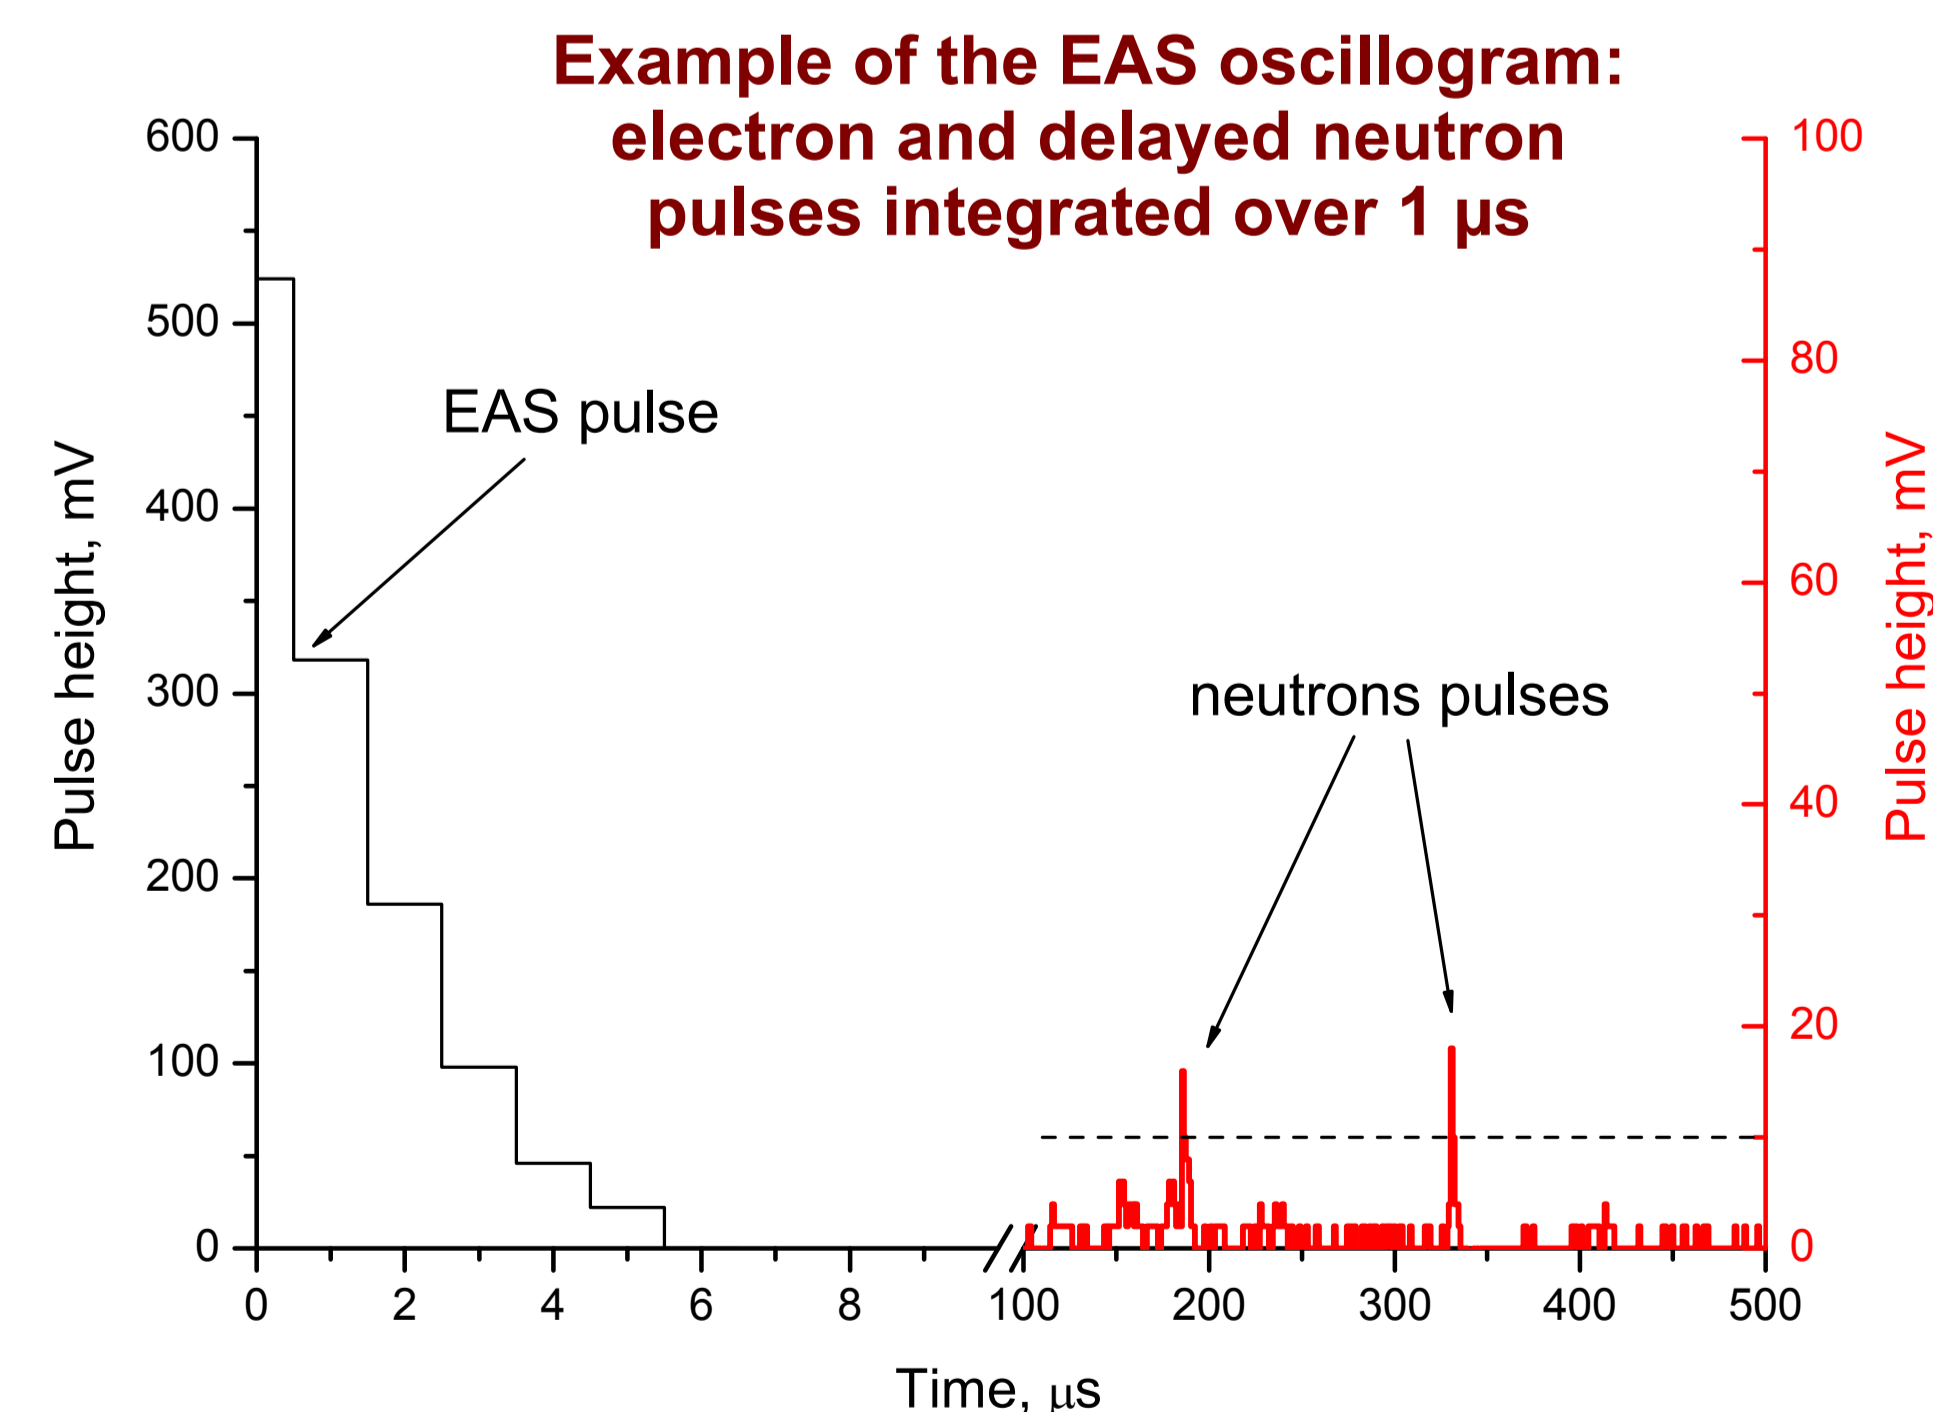 Example of the EAS oscillogram:
electron and delayed neutron
pulses integrated over 1 µs
600
500
400
300
200
100
0
Pulse height, mV
EAS pulse
neutrons pulses
100
80
60
40
20
0
Pulse height, mV
0 2 4 6 8 100 200 300 400 500
Time, μs